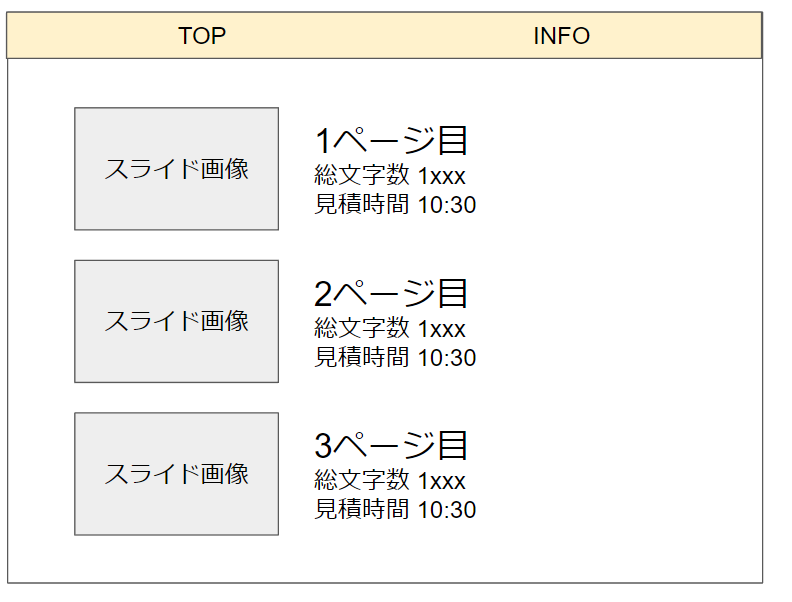 TOP INFO
スライド画像
1ページ目
総文字数 1xxx
見積時間 10:30
スライド画像
2ページ目
総文字数 1xxx
見積時間 10:30
スライド画像
3ページ目
総文字数 1xxx
見積時間 10:30